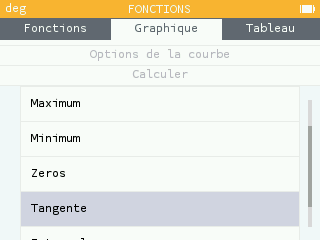 deg FONCTIONS
Fonctions Graphique Tableau
Options de la courbe
Calculer
Maximum
Minimum
Zeros
Tangente